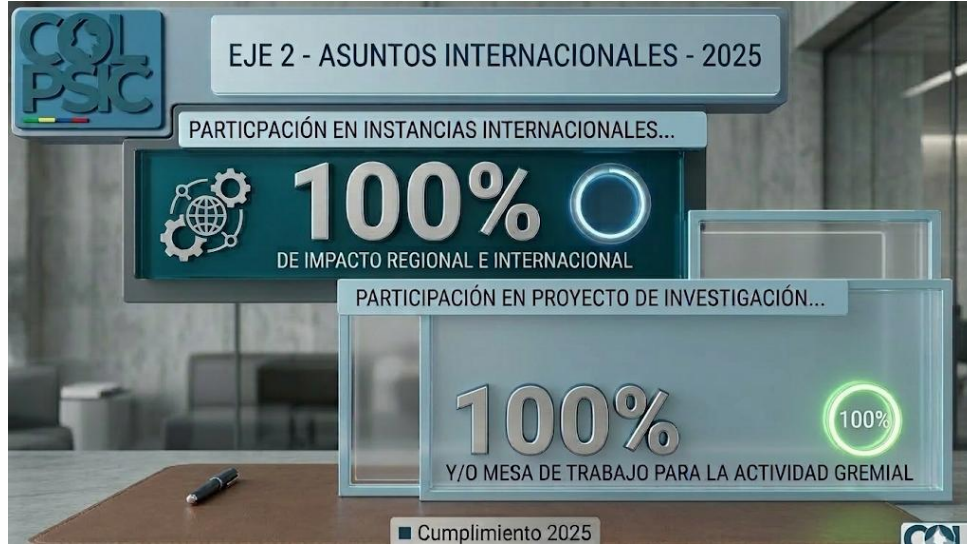 COL
PSIC
EJE 2 - ASUNTOS INTERNACIONALES - 2025
PARTICPACIÓN EN INSTANCIAS INTERNACIONALES...
100%
DE IMPACTO REGIONAL E INTERNACIONAL
PARTICIPACIÓN EN PROYECTO DE INVESTIGACIÓN...
100%
100%
Y/O MESA DE TRABAJO PARA LA ACTIVIDAD GREMIAL
Cumplimiento 2025
COL